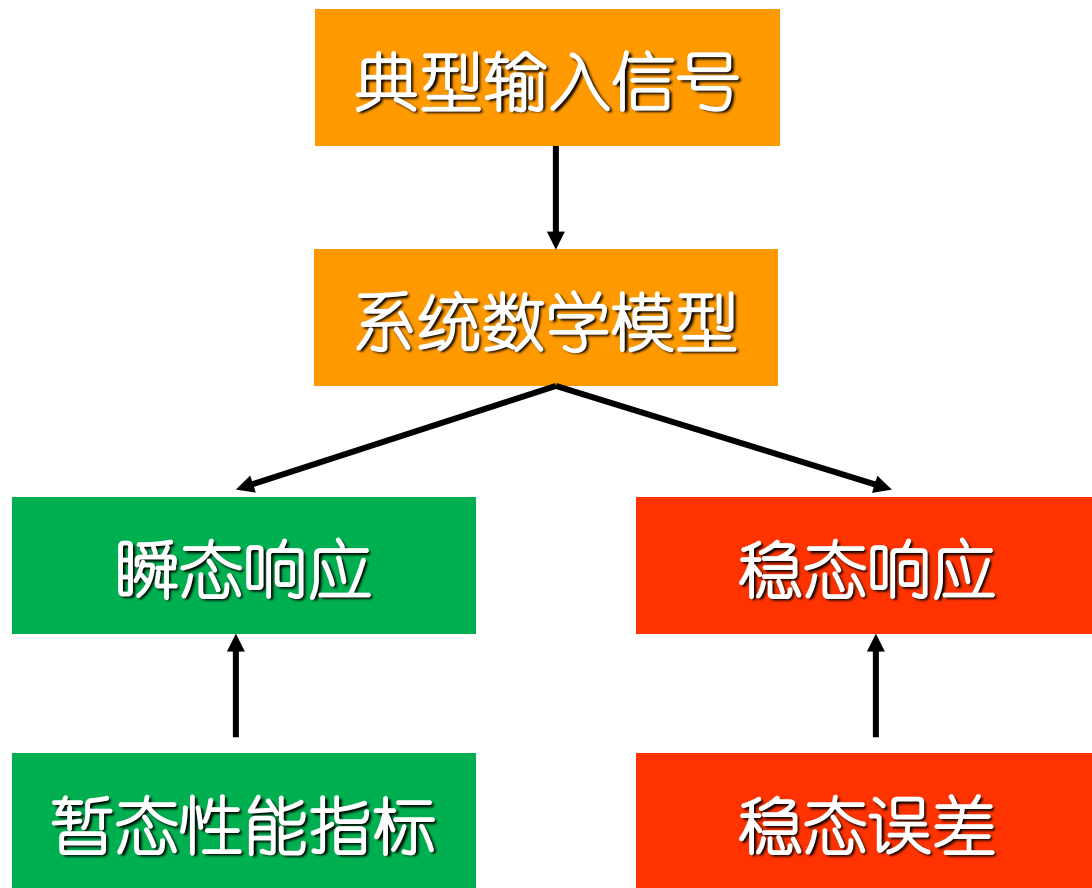 典型输入信号
系统数学模型
瞬态响应
稳态响应
暂态性能指标
稳态误差